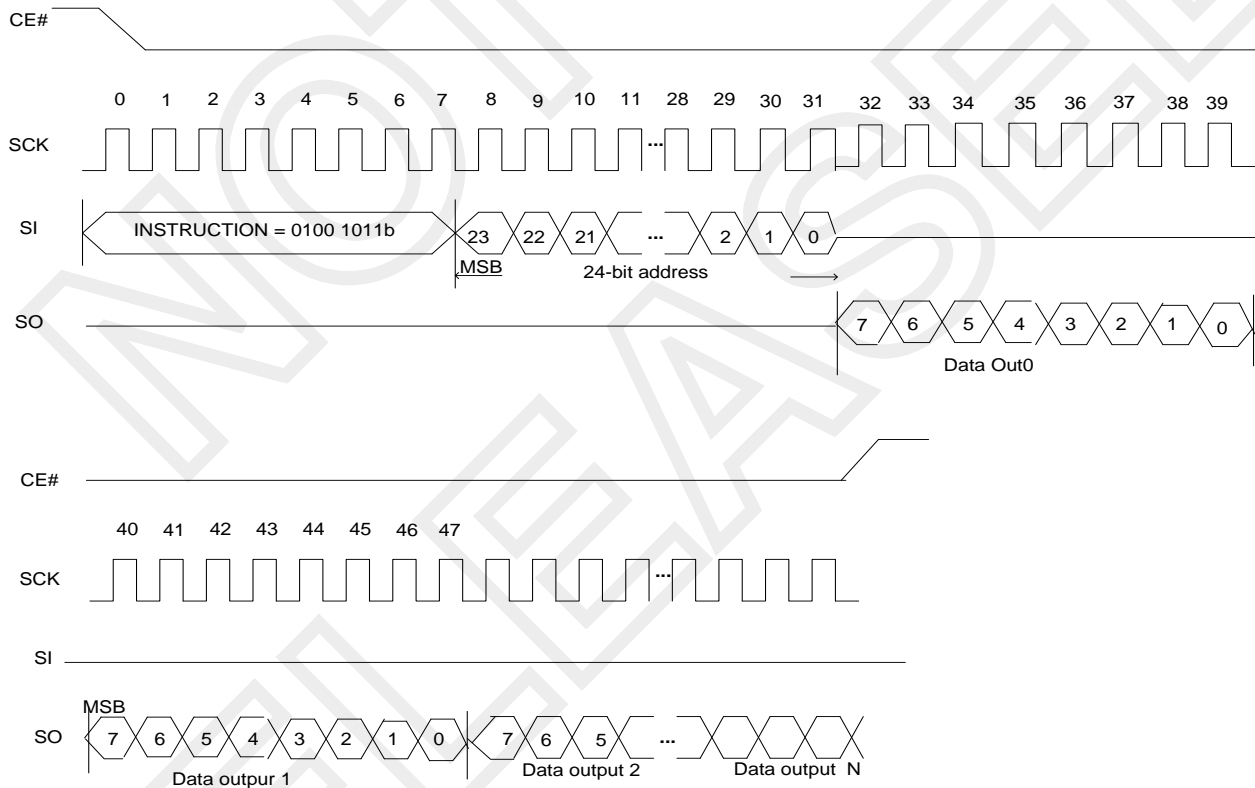 CE#
0 1 2 3 4 5 6 7 8 9 10 11 28 29 30 31 32 33 34 35 36 37 38 39
SCK ...
SI INSTRUCTION = 0100 1011b 23 22 21 ... 2 1 0
MSB 24-bit address
SO 7 6 5 4 3 2 1 0
Data Out0
CE#
40 41 42 43 44 45 46 47
SCK ...
SI
MSB
SO 7 6 5 4 3 2 1 0 7 6 5 ...
Data outpur 1 Data output 2 Data output N